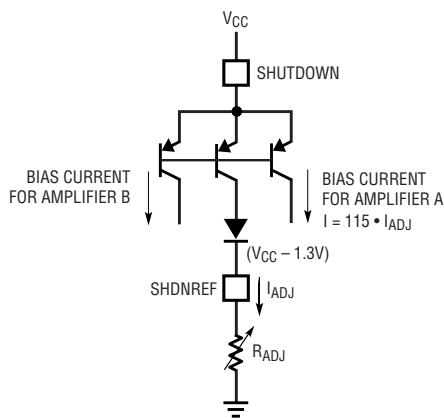 VCC
SHUTDOWN
BIAS CURRENT
FOR AMPLIFIER B
BIAS CURRENT
FOR AMPLIFIER A
I = 115 • IADJ
(VCC – 1.3V)
SHDNREF
IADJ
RADJ